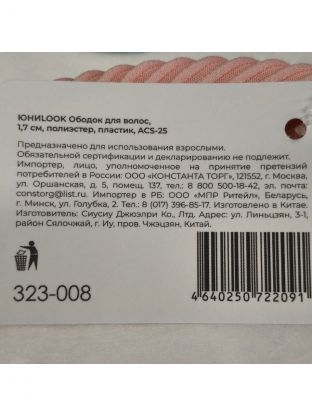 ЮНИLOOK Ободок для волос,
1,7 см, полиэстер, пластик, ACS-25
Предназначено для использования взрослыми.
Обязательной сертификации и декларированию не подлежит.
Импортер, лицо, уполномоченное на принятие претензий
потребителей в России: ООО «КОНСТАНТА ТОРГ», 121212, г. Москва,
ул. Оршанская, д. 5, помещ. 137, тел.: 8 800 500-18-42, эл. почта:
constorg@list.ru. Импортер в РБ: ООО «МПР Ритейл», Беларусь,
г. Минск, ул. Голубка, 2. Тел.: 8 (017) 396-85-17. Изготовлено в Китае.
Изготовитель: Сиусиу Джюэлри Ко., Лтд. Адрес: ул. Линьцзян, 3-1,
район Сяложай, г. Иу, пров. Чжэцзян, Китай.
323-008
4 640250 722091